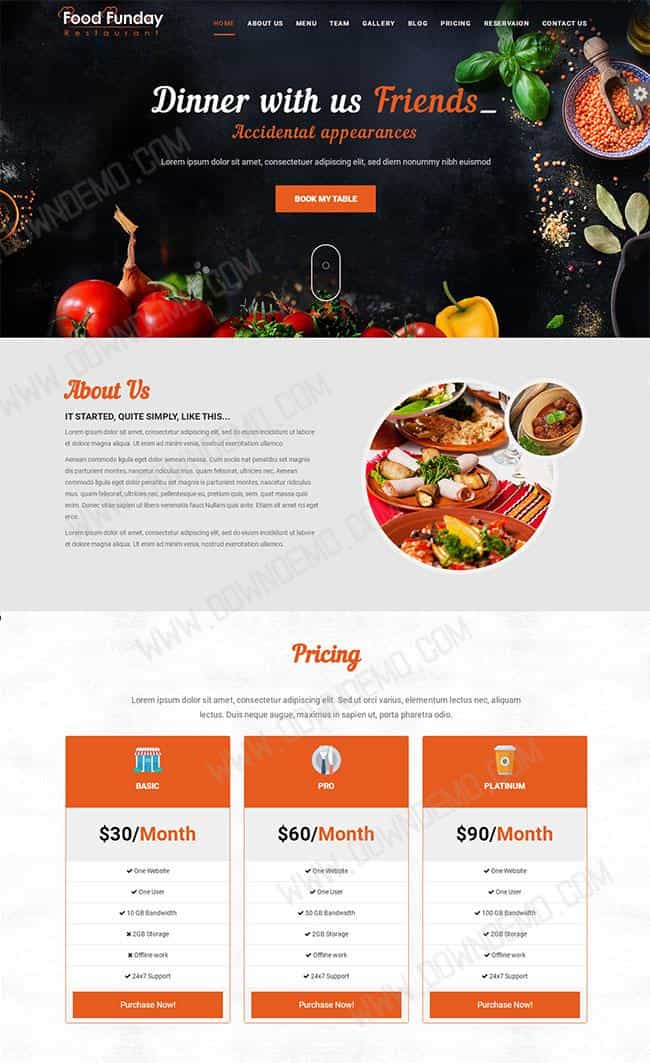 Food Funday
Restaurant
HOME ABOUT US MENU TEAM GALLERY BLOG PRICING RESERVAION CONTACT US
Dinner with us Friends_
Accidental appearances
Lorem ipsum dolor sit amet, consectetuer adipiscing elit, sed diem nonummy nibh euismod
BOOK MY TABLE
About Us
IT STARTED, QUITE SIMPLY, LIKE THIS...
Lorem ipsum dolor sit amet, consectetur adipiscing elit, sed do eiusm incididunt ut labore
et dolore magna aliqua. Ut enim ad minim venia, nostrud exercitation ullamco.
Aenean commodo ligula eget dolor aenean massa. Cum sociis nat penatibu set magnis
dis parturient montes, nascetur ridiculus mus. quam felisorat, ultricies nec, Aenean
commodo ligula eget dolor penatibu set magnis is parturient montes, nascetur ridiculus
mus. quam felisorat, ultricies nec, pellentesque eu, pretium quis, sem. quat massa quis
enim. Donec vitae sapien ut libero venenatis faucibu Nullam quis ante. Etiam sit amet eget
eros.
Lorem ipsum dolor sit amet, consectetur adipiscing elit, sed do eiusm incididunt ut labore
et dolore magna aliqua. Ut enim ad minim venia, nostrud exercitation ullamco.
Pricing
Lorem ipsum dolor sit amet, consectetur adipiscing elit. Sed ut orci varius, elementum lectus nec, aliquam
lectus. Duis neque augue, maximus in sapien ut, porta pharetra odio.
BASIC PRO PLATINUM
$30/Month $60/Month $90/Month
✔ One Website ✔ One Website ✔ One Website
✔ One User ✔ One User ✔ One User
✔ 10 GB Bandwidth ✔ 50 GB Bandwidth ✔ 100 GB Bandwidth
✖ 2GB Storage ✔ 2GB Storage ✔ 2GB Storage
✖ Offline work ✔ Offline work ✔ Offline work
✔ 24x7 Support ✔ 24x7 Support ✔ 24x7 Support
Purchase Now! Purchase Now! Purchase Now!
WWW.DOWNDEMO.COM